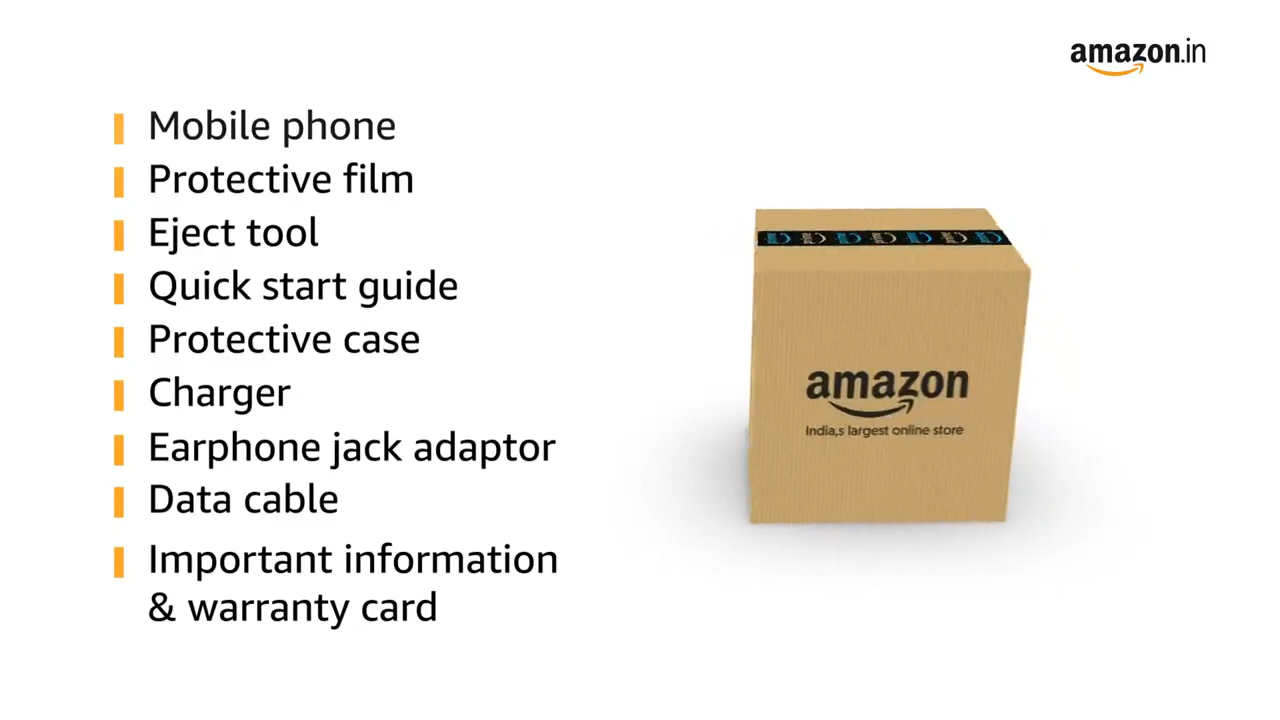 amazon.in
Mobile phone
Protective film
Eject tool
Quick start guide
Protective case
Charger
Earphone jack adaptor
Data cable
Important information
& warranty card
amazon
India,s largest online store